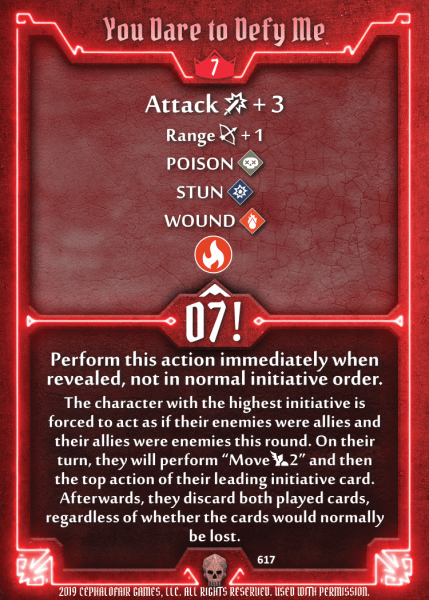 You Dare to Defy Me
7
Attack + 3
Range + 1
POISON
STUN
WOUND
07!
Perform this action immediately when
revealed, not in normal initiative order.
The character with the highest initiative is
forced to act as if their enemies were allies and
their allies were enemies this round. On their
turn, they will perform “Move 2” and then
the top action of their leading initiative card.
Afterwards, they discard both played cards,
regardless of whether the cards would normally
be lost.
617
2019 CEPHALOFAIR GAMES, LLC. ALL RIGHTS RESERVED. USED WITH PERMISSION.